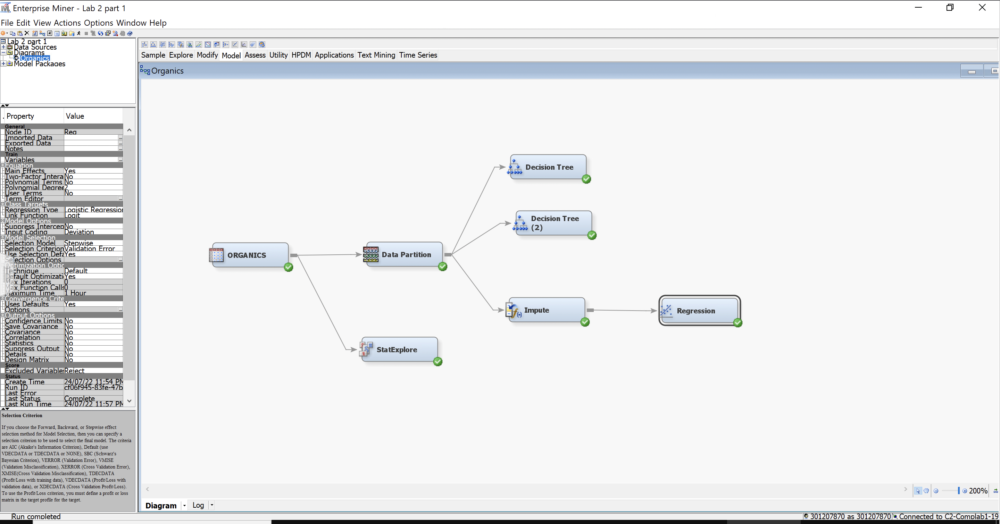 Enterprise Miner - Lab 2 part 1
File Edit View Actions Options Window Help
Lab 2 part 1
Data Sources
Diagrams
Organics
Model Packages
Sample Explore Modify Model Assess Utility HPDM Applications Text Mining Time Series
Organics
. Property Value
General
Node ID Reg
Imported Data ...
Exported Data ...
Notes ...
Train
Variables ...
Equation
Main Effects Yes
Two-Factor Intera No
Polynomial Terms No
Polynomial Degree 2
User Terms No
Term Editor ...
Class Targets
Regression Type Logistic Regression
Link Function Logit
Model Options
Suppress Intercep No
Input Coding Deviation
Model Selection
Selection Model Stepwise
Selection Criterion Validation Error
Use Selection Defa Yes
Selection Options ...
Optimization Optio
Technique Default
Default Optimizati Yes
Max Iterations 0
Max Function Calls 0
Maximum Time 1 Hour
Convergence Crite
Uses Defaults Yes
Options ...
Output Options
Confidence Limits No
Save Covariance No
Covariance No
Correlation No
Statistics No
Suppress Output No
Details No
Design Matrix No
Score
Excluded Variables Reject
Status
Create Time 24/07/22 11:54 PM
Run ID cf06f945-83fe-47b
Last Error
Last Status Complete
Last Run Time 24/07/22 11:57 PM
Selection Criterion
If you choose the Forward, Backward, or Stepwise effect
selection method for Model Selection, then you can specify a
selection criterion to be used to select the final model. The criteria
are AIC (Akaike's Information Criterion), Default (use
VDECDATA or TDECDATA or NONE), SBC (Schwarz's
Bayesian Criterion), VERROR (Validation Error), VMISE
(Validation Misclassification), XERROR (Cross Validation Error),
XMISE(Cross Validation Misclassification), TDECDATA
(Profit/Loss with training data), VDECDATA (Profit/Loss with
validation data), or XDECDATA (Cross Validation Profit/Loss).
To use the Profit/Loss criterion, you must define a profit or loss
matrix in the target profile for the target.
Decision Tree
Decision Tree
(2)
ORGANICS
Data Partition
Impute
Regression
StatExplore
200%
Diagram Log
Run completed
301207870 as 301207870 Connected to C2-Complab1-19